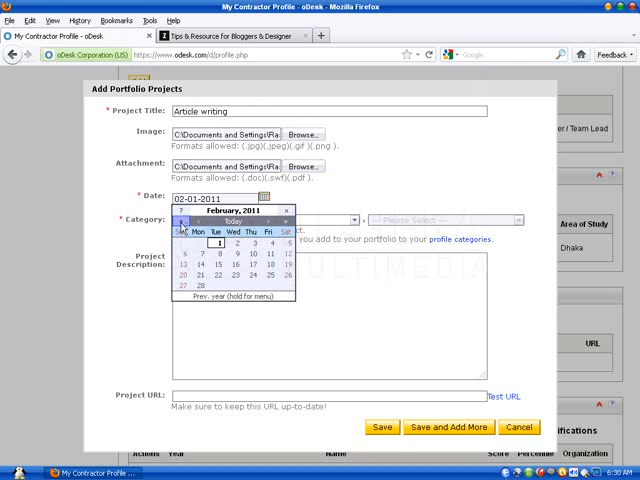 My Contractor Profile - oDesk - Mozilla Firefox
File Edit View History Bookmarks Tools Help
My Contractor Profile - oDesk
Tips & Resource for Bloggers & Designer
oDesk Corporation (US)
https://www.odesk.com/d/profile.php
Google
Feedback
Add Portfolio Projects
er / Team Lead
* Project Title: Article writing
Image: C:\Documents and Settings\Ra: Browse..
Formats allowed: (.jpg)(.jpeg)(.gif )(.png ).
Attachment: C:\Documents and Settings\Ra: Browse..
Formats allowed: (.doc)(.swf)(.pdf ).
* Date: 02-01-2011
? February, 2011 ×
« ‹ Today › »
Mon Tue Wed Thu Fri Sat
1 2 3 4 5
6 7 8 9 10 11 12
13 14 15 16 17 18 19
20 21 22 23 24 25 26
27 28
Prev. year (hold for menu)
* Category:
-- Please Select --
you add to your portfolio to your profile categories.
Area of Study
Dhaka
MULTIMEDIA
Project
Description:
URL
Project URL: Test URL
Make sure to keep this URL up-to-date!
Save Save and Add More Cancel
ifications
Actions Year Name Score Percentile Organization
My Contractor Profile ...
6:30 AM